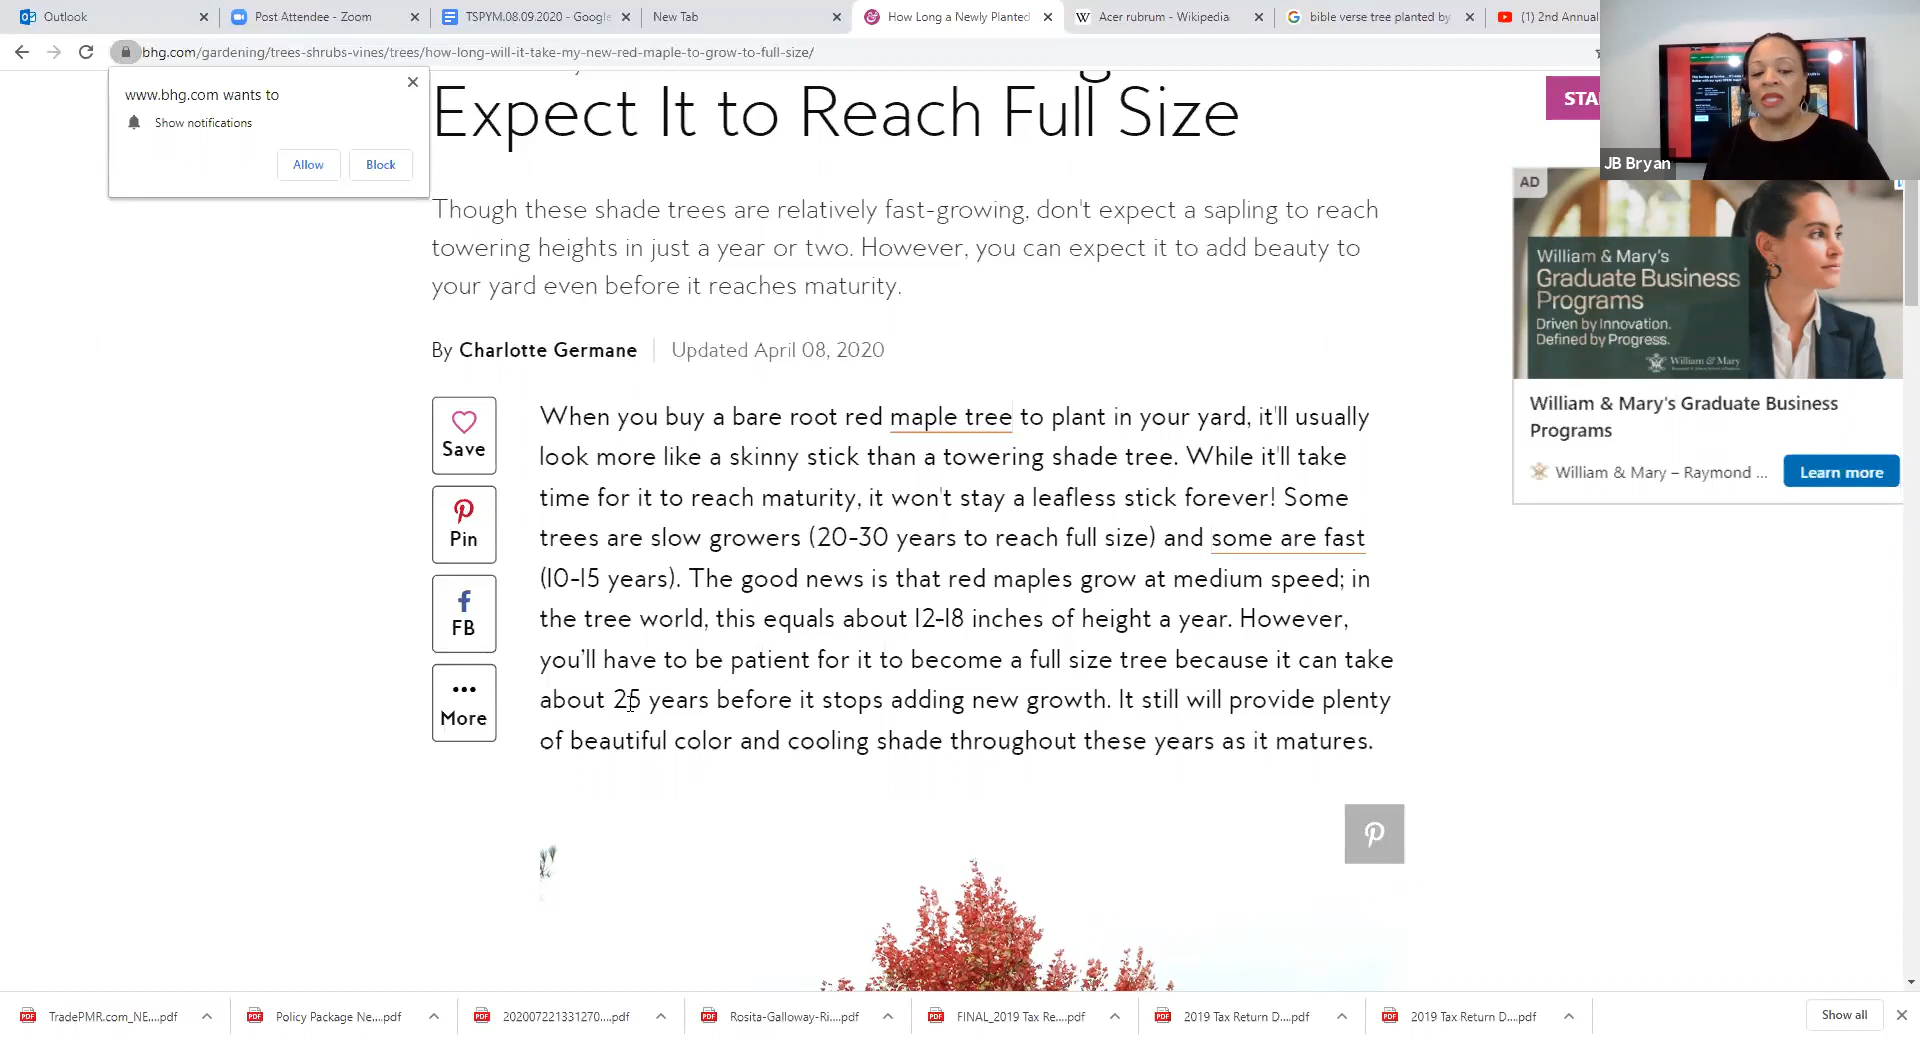 Outlook
Post Attendee - Zoom
TSPYM.08.09.2020 - Google
New Tab
How Long a Newly Planted
Acer rubrum - Wikipedia
bible verse tree planted by
(1) 2nd Annual
bhg.com/gardening/trees-shrubs-vines/trees/how-long-will-it-take-my-new-red-maple-to-grow-to-full-size/
www.bhg.com wants to
Show notifications
Allow
Block
Expect It to Reach Full Size
STA
JB Bryan
Though these shade trees are relatively fast-growing, don't expect a sapling to reach
towering heights in just a year or two. However, you can expect it to add beauty to
your yard even before it reaches maturity.
By Charlotte Germane
Updated April 08, 2020
Save
Pin
FB
More
When you buy a bare root red maple tree to plant in your yard, it'll usually
look more like a skinny stick than a towering shade tree. While it'll take
time for it to reach maturity, it won't stay a leafless stick forever! Some
trees are slow growers (20-30 years to reach full size) and some are fast
(10-15 years). The good news is that red maples grow at medium speed; in
the tree world, this equals about 12-18 inches of height a year. However,
you'll have to be patient for it to become a full size tree because it can take
about 25 years before it stops adding new growth. It still will provide plenty
of beautiful color and cooling shade throughout these years as it matures.
AD
William & Mary's
Graduate Business
Programs
Driven by Innovation.
Defined by Progress.
William & Mary
William & Mary's Graduate Business
Programs
William & Mary – Raymond ...
Learn more
TradePMR.com_NE....pdf
Policy Package Ne....pdf
202007221331270....pdf
Rosita-Galloway-Ri....pdf
FINAL_2019 Tax Re....pdf
2019 Tax Return D....pdf
2019 Tax Return D....pdf
Show all